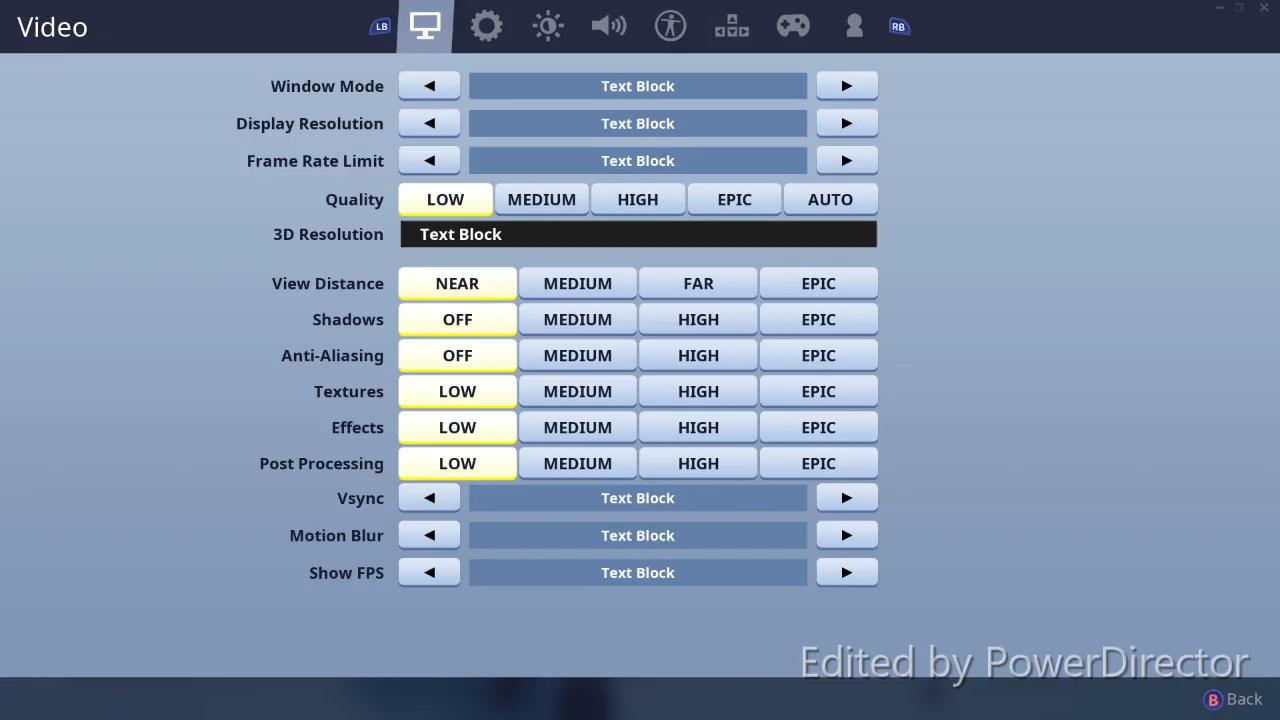 Video LB RB
Window Mode ◄ Text Block ►
Display Resolution ◄ Text Block ►
Frame Rate Limit ◄ Text Block ►
Quality LOW MEDIUM HIGH EPIC AUTO
3D Resolution Text Block
View Distance NEAR MEDIUM FAR EPIC
Shadows OFF MEDIUM HIGH EPIC
Anti-Aliasing OFF MEDIUM HIGH EPIC
Textures LOW MEDIUM HIGH EPIC
Effects LOW MEDIUM HIGH EPIC
Post Processing LOW MEDIUM HIGH EPIC
Vsync ◄ Text Block ►
Motion Blur ◄ Text Block ►
Show FPS ◄ Text Block ►
Edited by PowerDirector
B Back